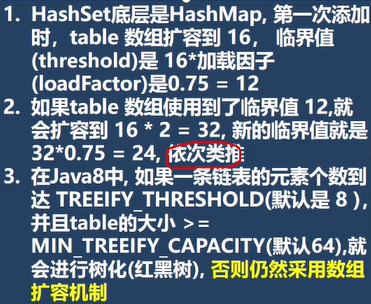 1. HashSet底层是HashMap, 第一次添加
时, table 数组扩容到 16, 临界值
(threshold)是 16*加载因子
(loadFactor)是0.75 = 12
2. 如果table 数组使用到了临界值 12,就
会扩容到 16 * 2 = 32, 新的临界值就是
32*0.75 = 24, 依次类推
3. 在Java8中, 如果一条链表的元素个数到
达 TREEIFY_THRESHOLD(默认是 8 ),
并且table的大小 >=
MIN_TREEIFY_CAPACITY(默认64),就
会进行树化(红黑树), 否则仍然采用数组
扩容机制